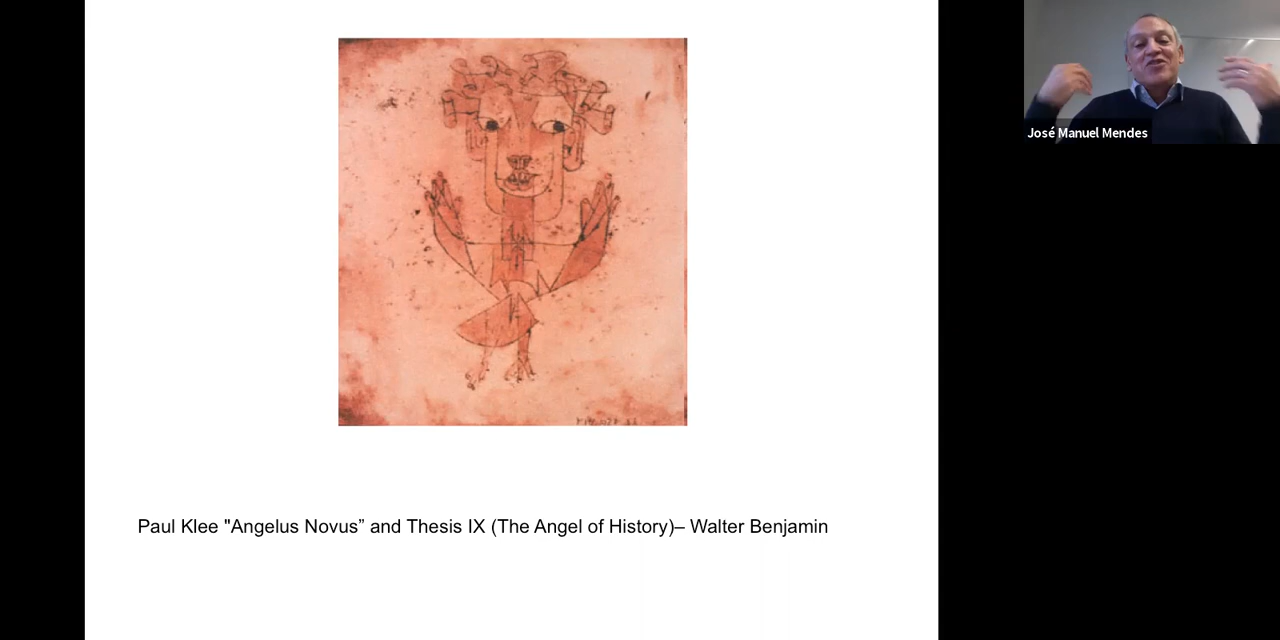 José Manuel Mendes
Paul Klee "Angelus Novus” and Thesis IX (The Angel of History)– Walter Benjamin